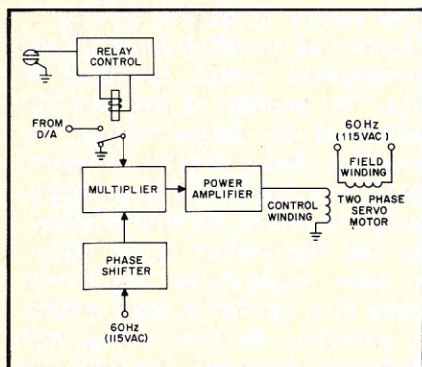 RELAY
CONTROL
FROM
D/A
60Hz
(115VAC)
FIELD
WINDING
MULTIPLIER
POWER
AMPLIFIER
CONTROL
WINDING
TWO PHASE
SERVO
MOTOR
PHASE
SHIFTER
60Hz
(115VAC)